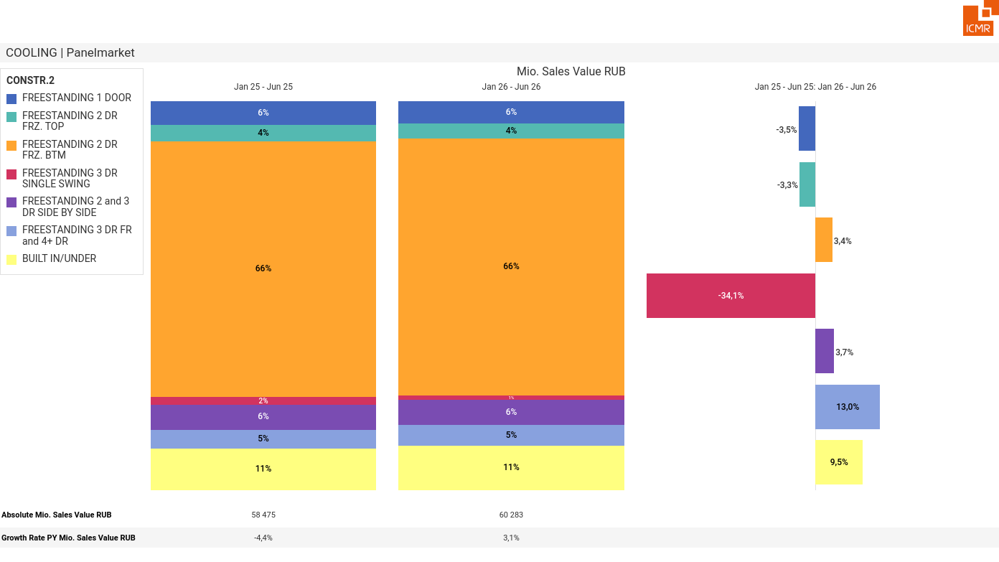 ICMR
COOLING | Panelmarket
CONSTR.2
FREESTANDING 1 DOOR
FREESTANDING 2 DR
FRZ. TOP
FREESTANDING 2 DR
FRZ. BTM
FREESTANDING 3 DR
SINGLE SWING
FREESTANDING 2 and 3
DR SIDE BY SIDE
FREESTANDING 3 DR FR
and 4+ DR
BUILT IN/UNDER
Mio. Sales Value RUB
Jan 25 - Jun 25
6%
4%
66%
2%
6%
5%
11%
Jan 26 - Jun 26
6%
4%
66%
1%
6%
5%
11%
Jan 25 - Jun 25: Jan 26 - Jun 26
-3,5%
-3,3%
3,4%
-34,1%
3,7%
13,0%
9,5%
Absolute Mio. Sales Value RUB 58 475 60 283
Growth Rate PY Mio. Sales Value RUB -4,4% 3,1%